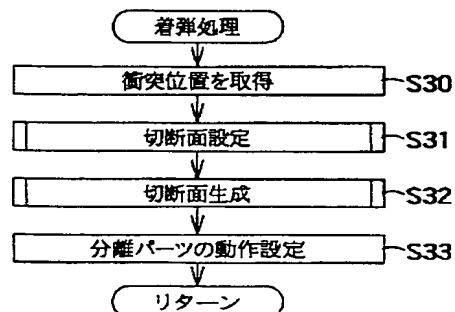 着弾処理
衝突位置を取得
S30
切断面設定
S31
切断面生成
S32
分離パーツの動作設定
S33
リターン